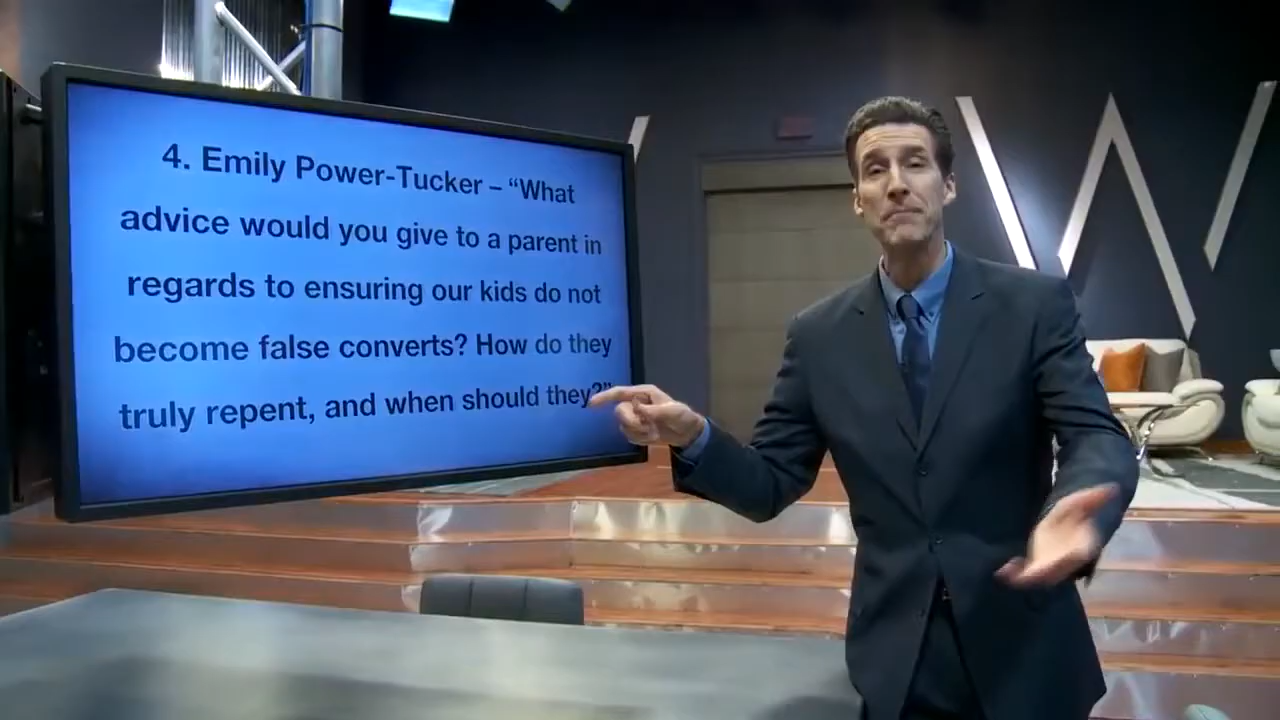 4. Emily Power-Tucker – “What
advice would you give to a parent in
regards to ensuring our kids do not
become false converts? How do they
truly repent, and when should they?”
W